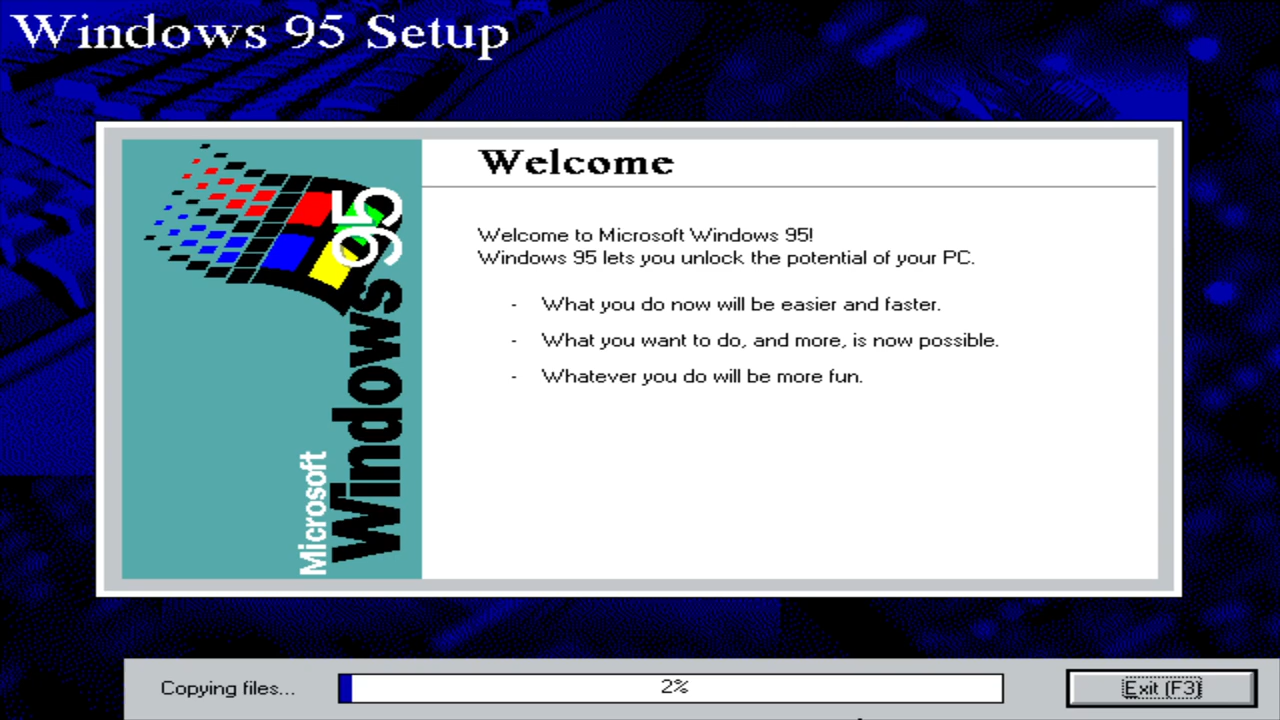 Windows 95 Setup
Microsoft
Windows 95
Welcome
Welcome to Microsoft Windows 95!
Windows 95 lets you unlock the potential of your PC.
- What you do now will be easier and faster.
- What you want to do, and more, is now possible.
- Whatever you do will be more fun.
Copying files...
2%
Exit (F3)